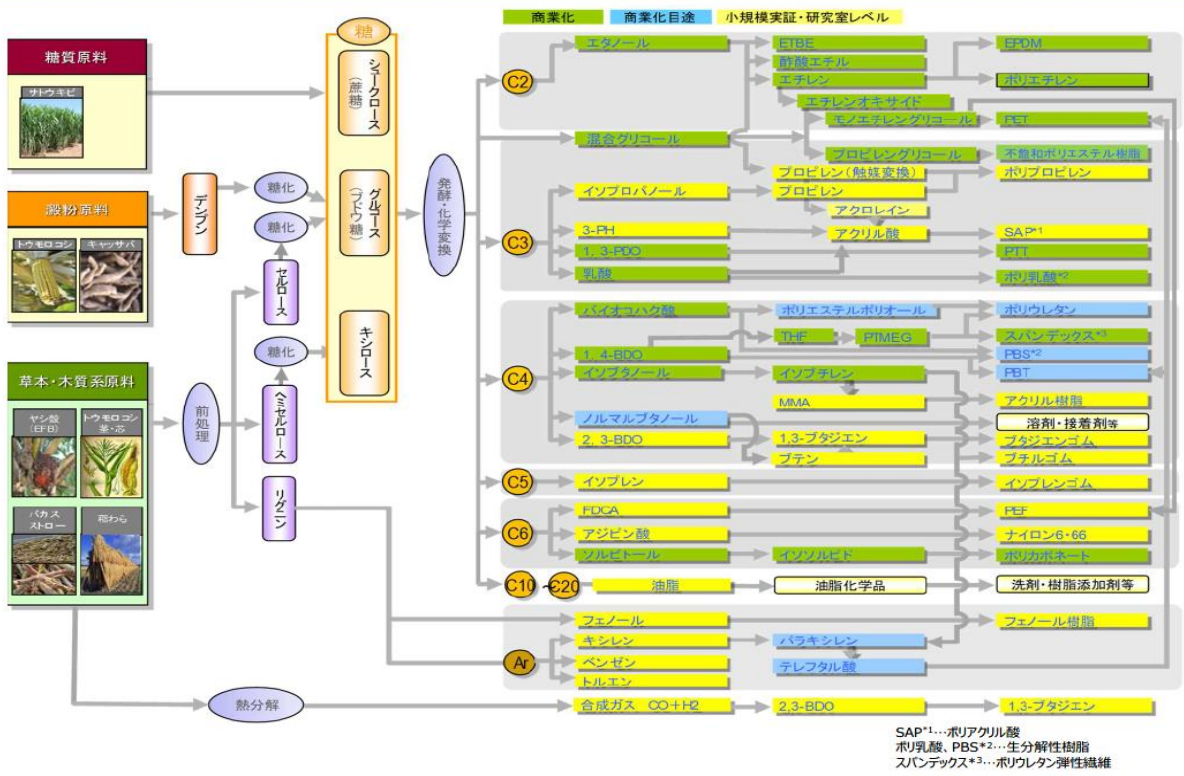 商業化
商業化目途
小規模実証・研究室レベル
糖質原料
サトウキビ
澱粉原料
トウモロコシ
キャッサバ
草本・木質系原料
ヤシ殻
(EFB)
トウモロコシ
茎・芯
バカス
ストロー
稲わら
デンプン
前処理
セルロース
ヘミセルロース
リグニン
糖化
糖化
糖化
熱分解
糖
シュークロース
(蔗糖)
グルコース
(ブドウ糖)
キシロース
発酵・化学変換
C2
エタノール
ETBE
EPDM
酢酸エチル
エチレン
ポリエチレン
エチレンオキサイド
モノエチレングリコール
PET
混合グリコール
プロピレングリコール
不飽和ポリエステル樹脂
C3
プロピレン(触媒変換)
ポリプロピレン
イソプロパノール
プロピレン
アクロレイン
3-PH
アクリル酸
SAP*1
1, 3-PDO
PTT
乳酸
ポリ乳酸*2
C4
バイオコハク酸
ポリエステルポリオール
ポリウレタン
THF
PTMEG
スパンデックス*3
1, 4-BDO
PBS*2
イソブタノール
イソブチレン
PBT
MMA
アクリル樹脂
ノルマルブタノール
溶剤・接着剤等
2, 3-BDO
1,3-ブタジエン
ブタジエンゴム
ブテン
ブチルゴム
C5
イソプレン
イソプレンゴム
C6
FDCA
PEF
アジピン酸
ナイロン6・66
ソルビトール
イソソルビド
ポリカボネート
C10
~C20
油脂
油脂化学品
洗剤・樹脂添加剤等
フェノール
フェノール樹脂
Ar
キシレン
パラキシレン
ベンゼン
テレフタル酸
トルエン
合成ガス CO+H2
2,3-BDO
1,3-ブタジエン
SAP*1…ポリアクリル酸
ポリ乳酸、PBS*2…生分解性樹脂
スパンデックス*3…ポリウレタン弾性繊維